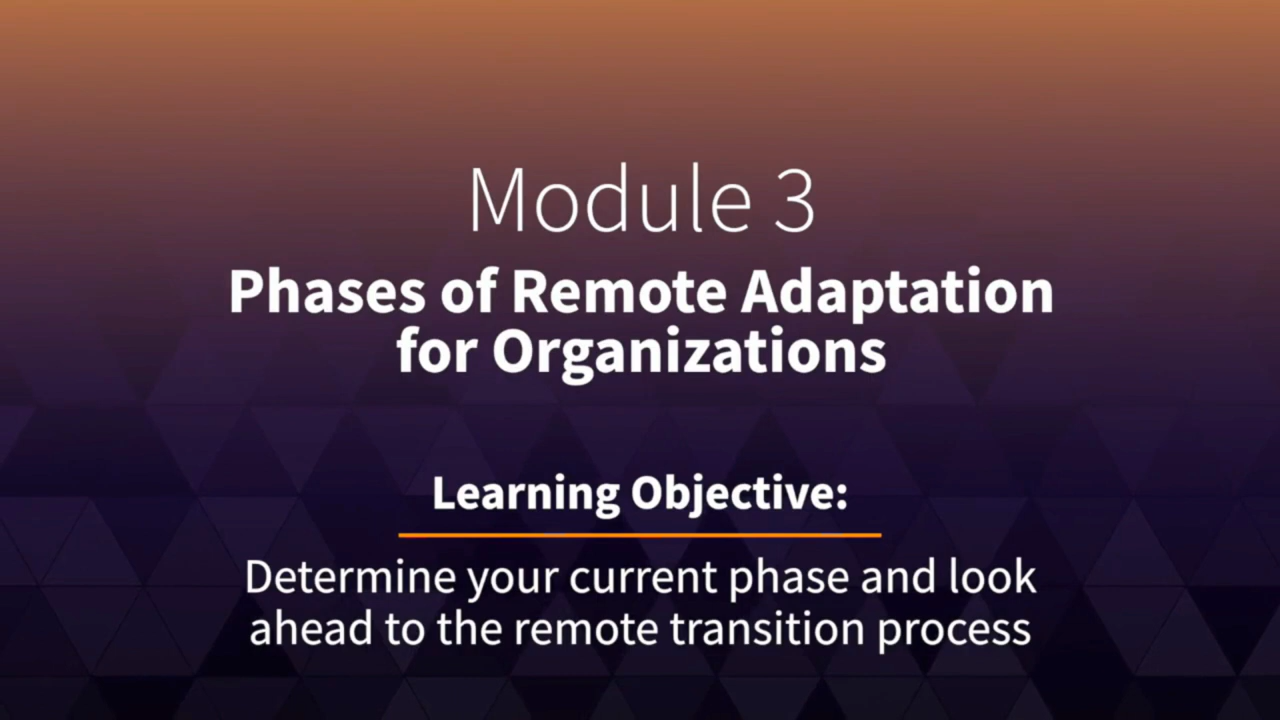 Module 3
Phases of Remote Adaptation
for Organizations
Learning Objective:
Determine your current phase and look
ahead to the remote transition process